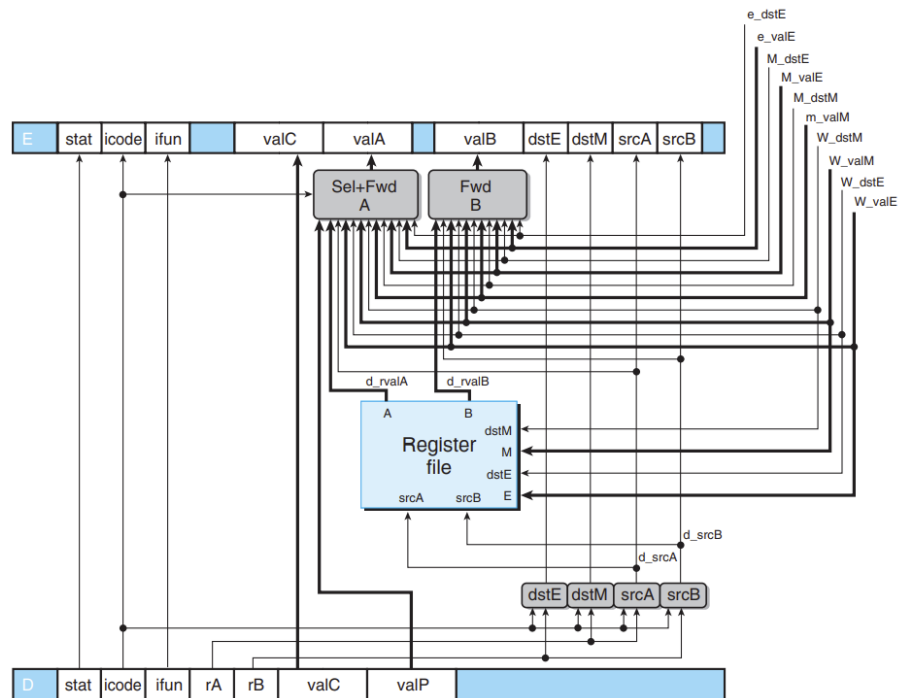 e_dstE
e_valE
M_dstE
M_valE
M_dstM
m_valM
W_dstM
W_valM
W_dstE
W_valE
E stat icode ifun valC valA valB dstE dstM srcA srcB
Sel+Fwd
A
Fwd
B
d_rvalA d_rvalB
A B
dstM
Register
file
M
dstE
E
srcA srcB
d_srcB
d_srcA
dstE dstM srcA srcB
D stat icode ifun rA rB valC valP